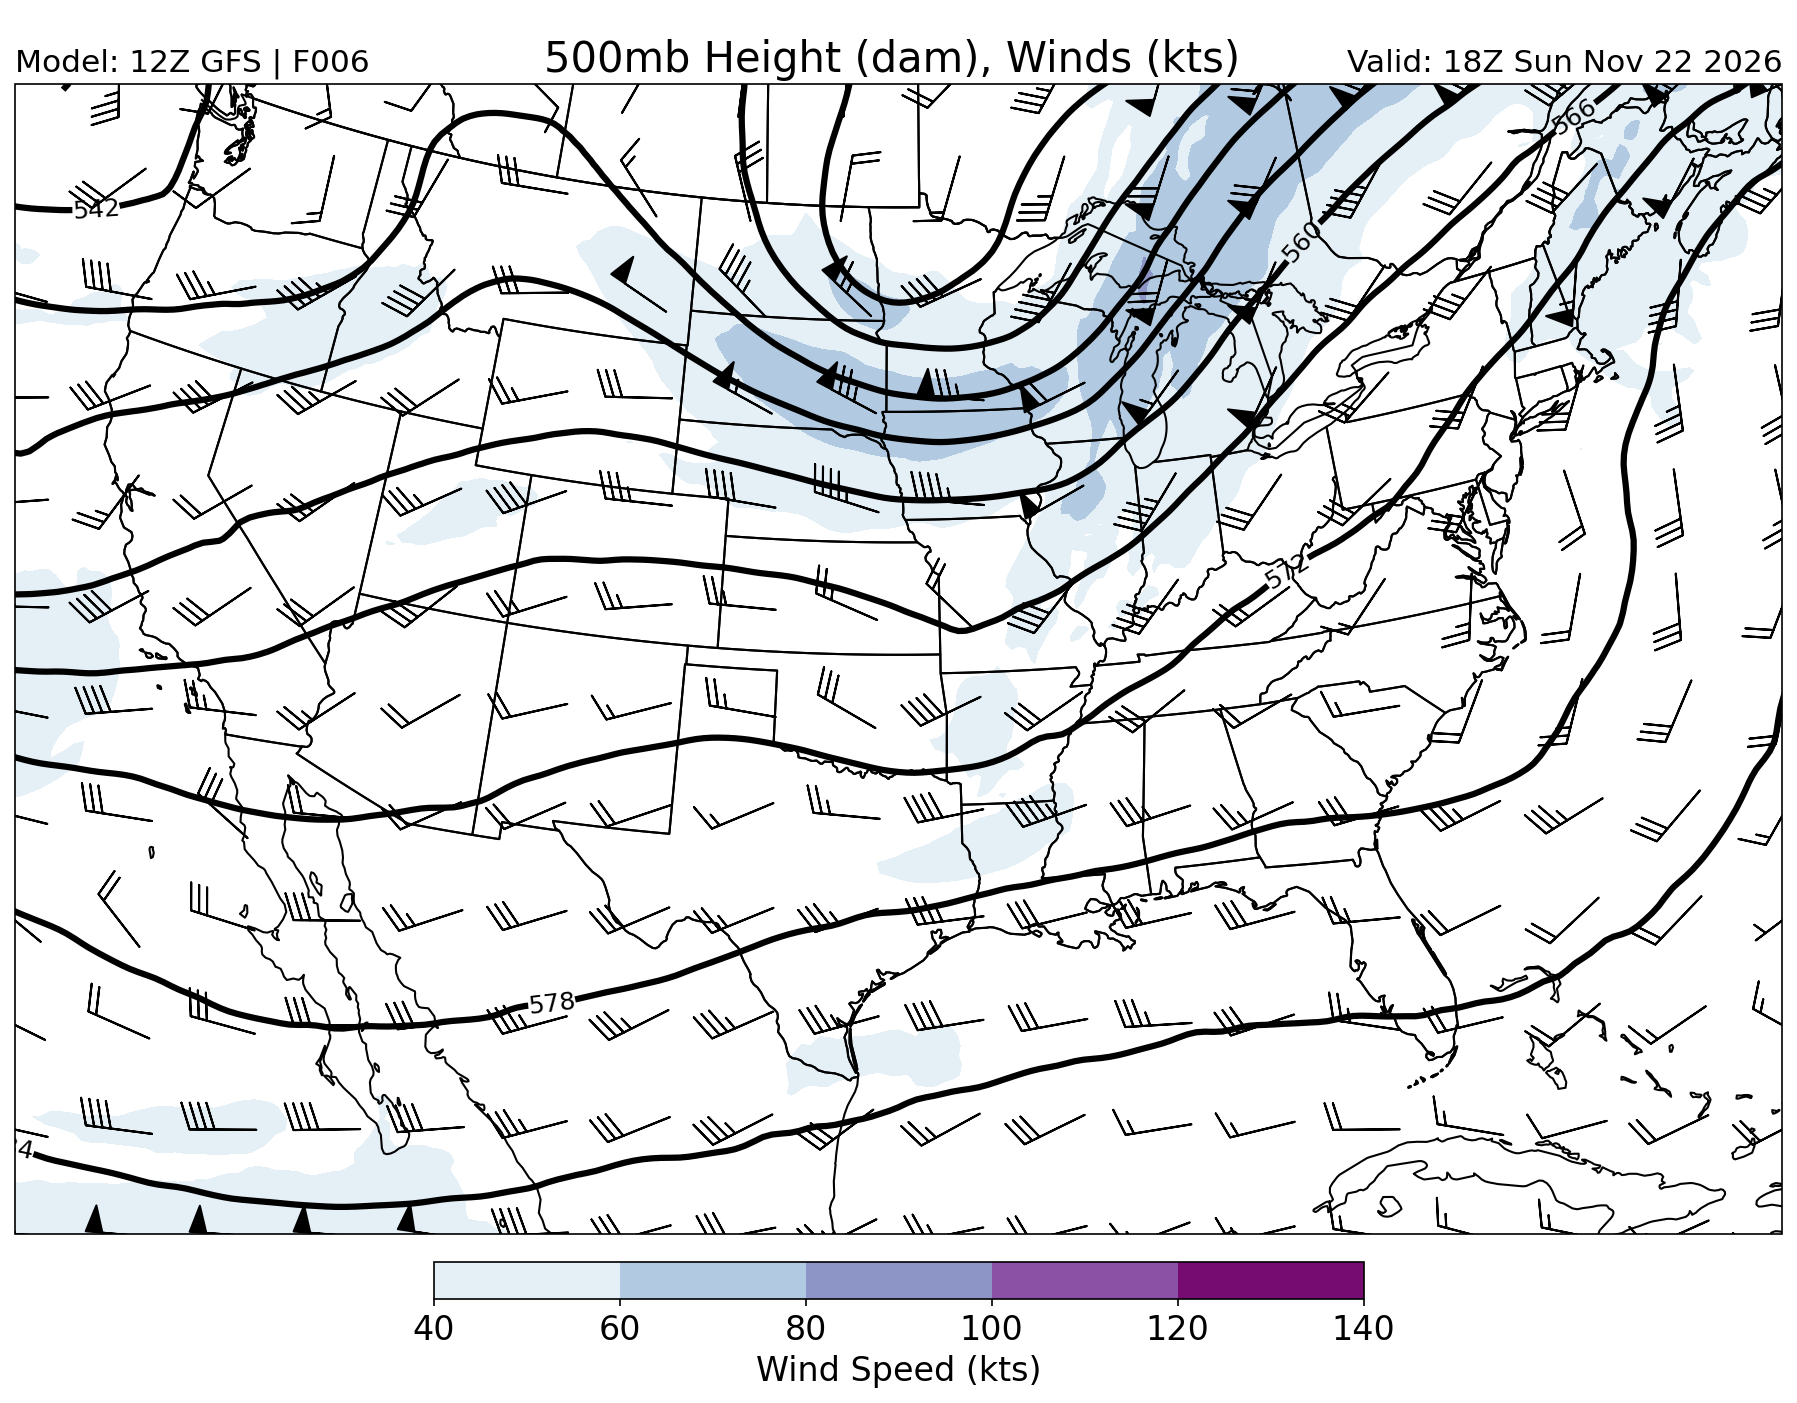 Model: 12Z GFS | F006
500mb Height (dam), Winds (kts)
Valid: 18Z Sun Nov 22 2026
566
542
560
572
578
4
40 60 80 100 120 140
Wind Speed (kts)